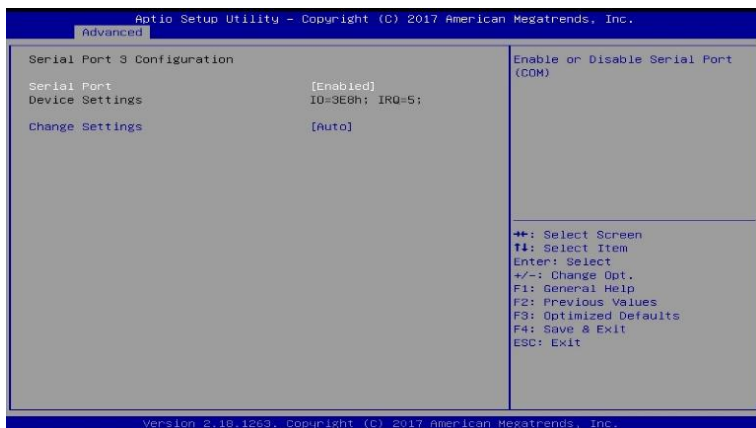 Aptio Setup Utility – Copyright (C) 2017 American Megatrends, Inc.
Advanced
Serial Port 3 Configuration
Serial Port [Enabled]
Device Settings IO=3E8h; IRQ=5;
Change Settings [Auto]
Enable or Disable Serial Port
(COM)
→←: Select Screen
↑↓: Select Item
Enter: Select
+/-: Change Opt.
F1: General Help
F2: Previous Values
F3: Optimized Defaults
F4: Save & Exit
ESC: Exit
Version 2.18.1263. Copyright (C) 2017 American Megatrends, Inc.